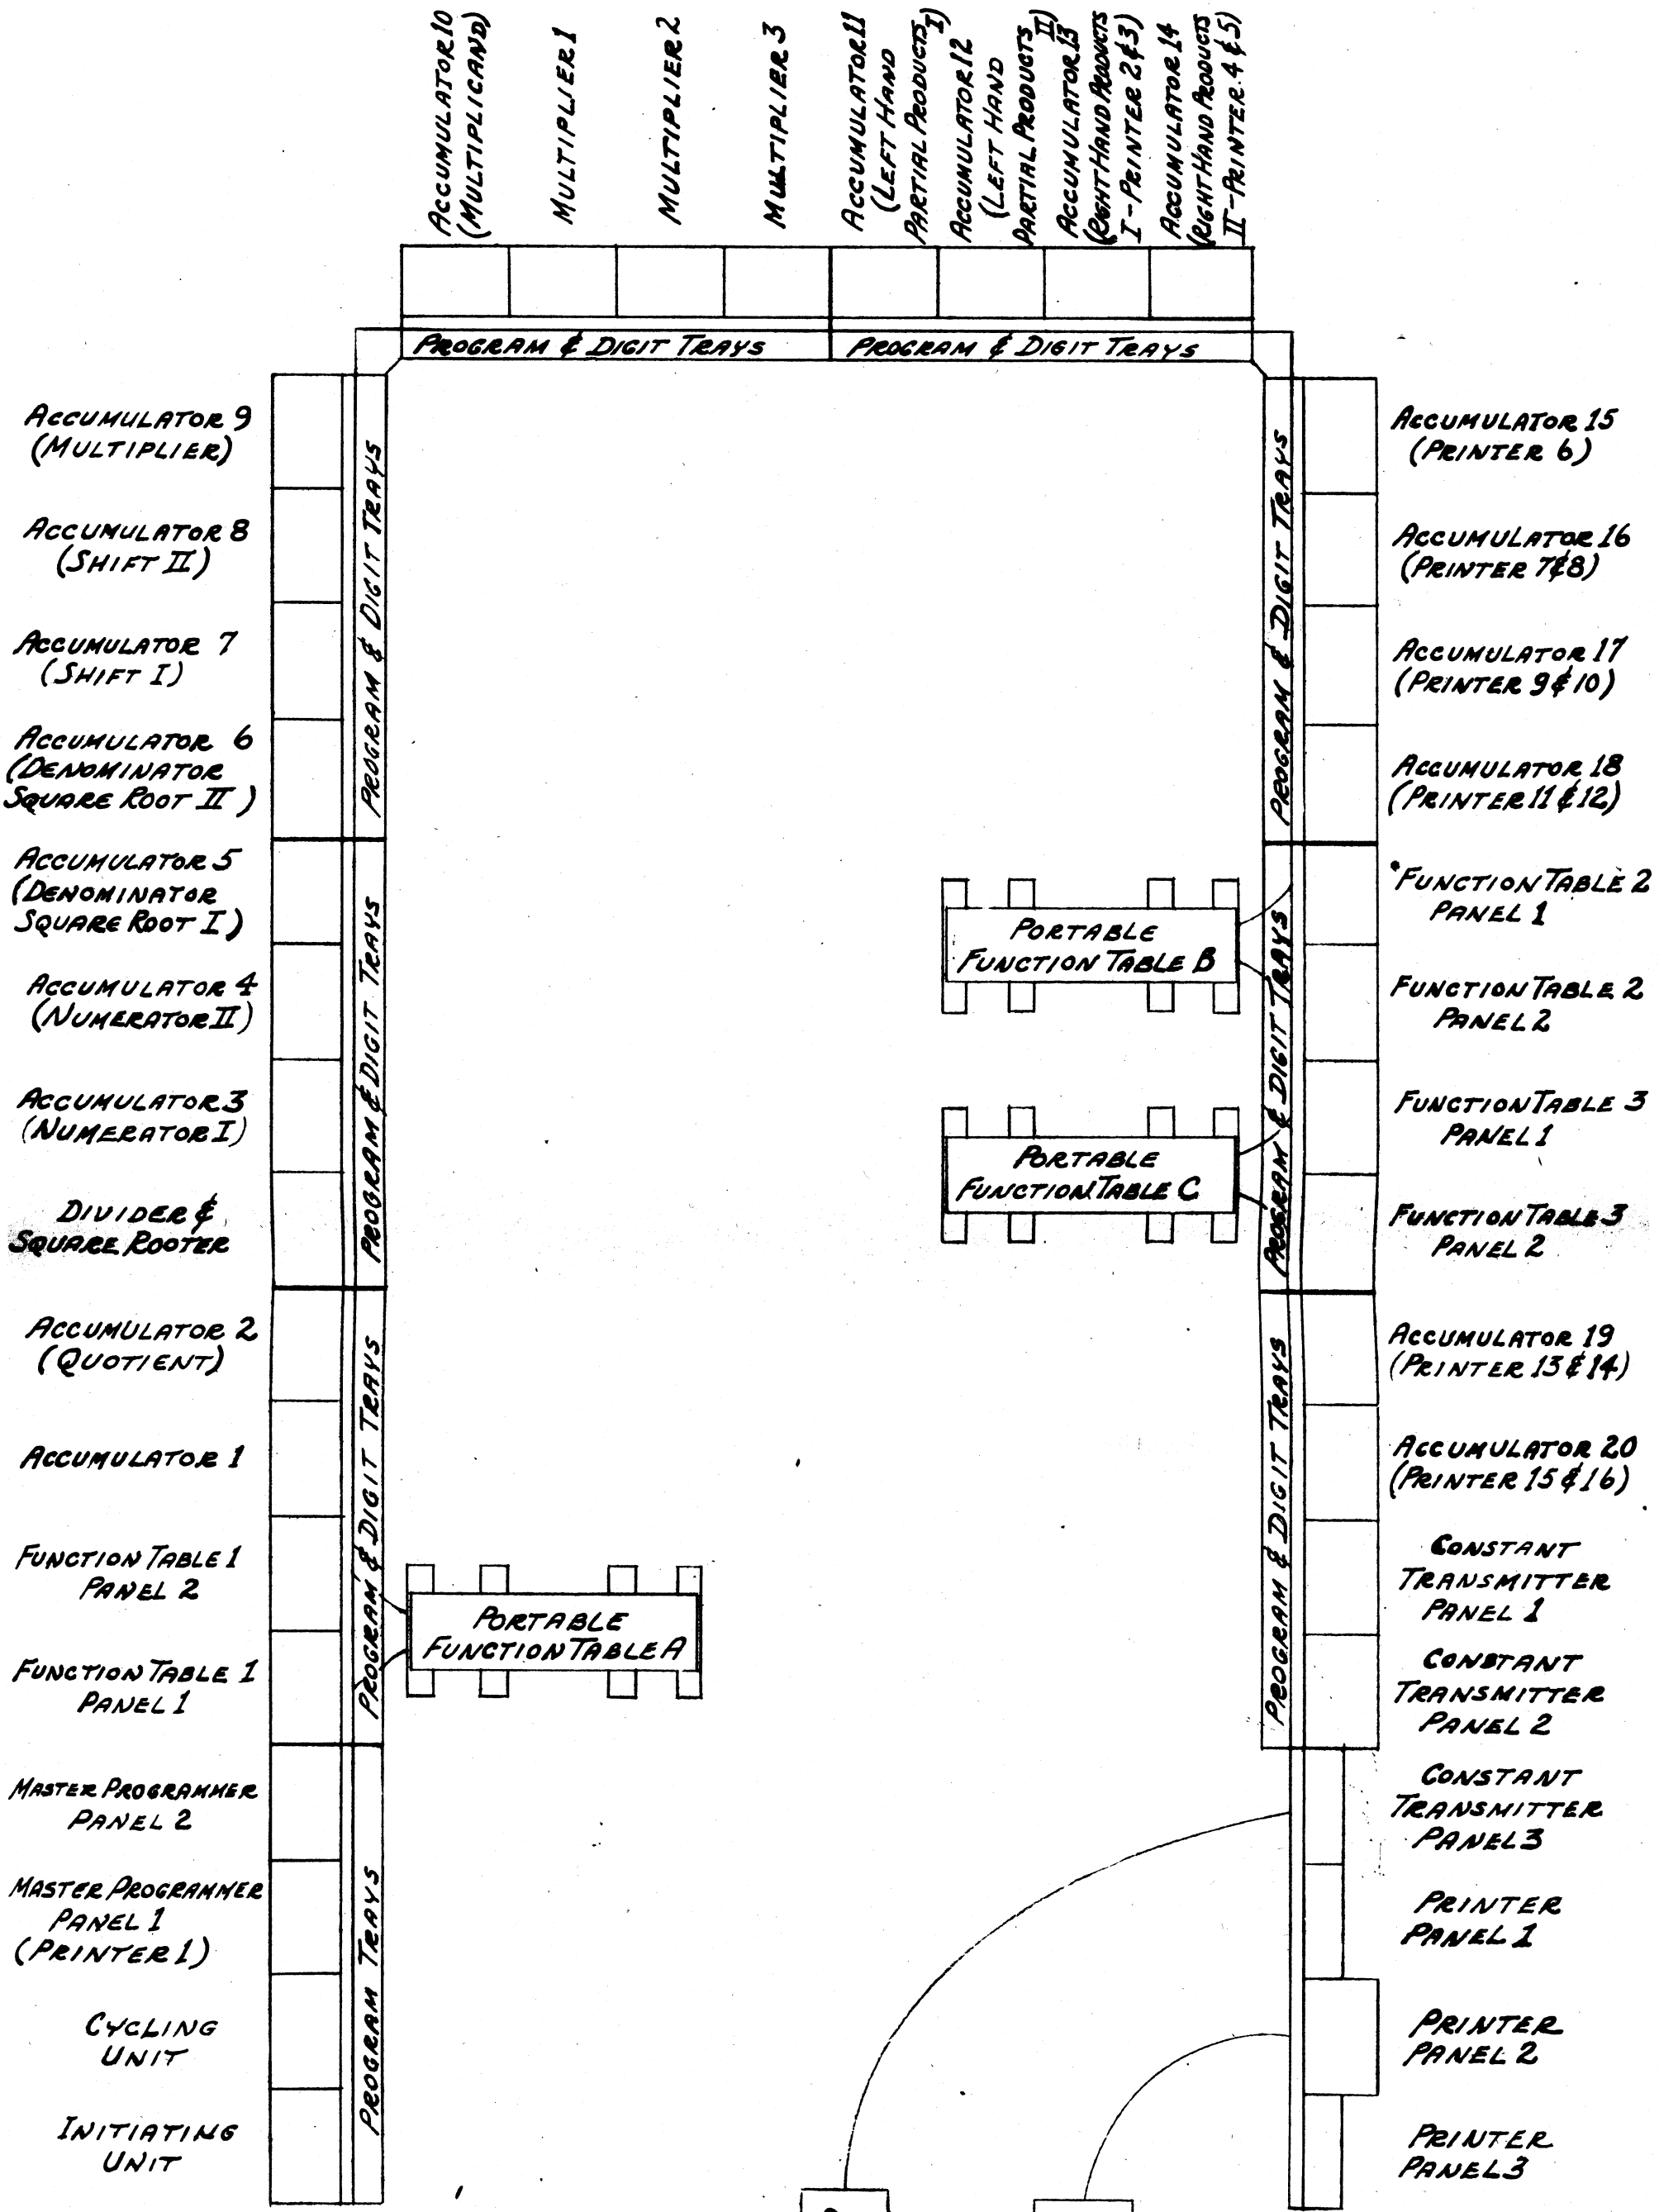 ACCUMULATOR 10
(MULTIPLICAND)
MULTIPLIER 1
MULTIPLIER 2
MULTIPLIER 3
ACCUMULATOR 11
(LEFT HAND
PARTIAL PRODUCTS I)
ACCUMULATOR 12
(LEFT HAND
PARTIAL PRODUCTS II)
ACCUMULATOR 13
(RIGHT HAND PRODUCTS
I-PRINTER 2 & 3)
ACCUMULATOR 14
(RIGHT HAND PRODUCTS
II-PRINTER 4 & 5)
PROGRAM & DIGIT TRAYS
PROGRAM & DIGIT TRAYS
ACCUMULATOR 9
(MULTIPLIER)
ACCUMULATOR 8
(SHIFT II)
ACCUMULATOR 7
(SHIFT I)
ACCUMULATOR 6
(DENOMINATOR
SQUARE ROOT II)
ACCUMULATOR 5
(DENOMINATOR
SQUARE ROOT I)
ACCUMULATOR 4
(NUMERATOR II)
ACCUMULATOR 3
(NUMERATOR I)
DIVIDER &
SQUARE ROOTER
ACCUMULATOR 2
(QUOTIENT)
ACCUMULATOR 1
FUNCTION TABLE 1
PANEL 2
FUNCTION TABLE 1
PANEL 1
MASTER PROGRAMMER
PANEL 2
MASTER PROGRAMMER
PANEL 1
(PRINTER 1)
CYCLING
UNIT
INITIATING
UNIT
PROGRAM & DIGIT TRAYS
PROGRAM & DIGIT TRAYS
PROGRAM & DIGIT TRAYS
PROGRAM TRAYS
PORTABLE
FUNCTION TABLE A
PORTABLE
FUNCTION TABLE B
PORTABLE
FUNCTION TABLE C
PROGRAM & DIGIT TRAYS
PROGRAM & DIGIT TRAYS
PROGRAM & DIGIT TRAYS
ACCUMULATOR 15
(PRINTER 6)
ACCUMULATOR 16
(PRINTER 7 & 8)
ACCUMULATOR 17
(PRINTER 9 & 10)
ACCUMULATOR 18
(PRINTER 11 & 12)
FUNCTION TABLE 2
PANEL 1
FUNCTION TABLE 2
PANEL 2
FUNCTION TABLE 3
PANEL 1
FUNCTION TABLE 3
PANEL 2
ACCUMULATOR 19
(PRINTER 13 & 14)
ACCUMULATOR 20
(PRINTER 15 & 16)
CONSTANT
TRANSMITTER
PANEL 1
CONSTANT
TRANSMITTER
PANEL 2
CONSTANT
TRANSMITTER
PANEL 3
PRINTER
PANEL 1
PRINTER
PANEL 2
PRINTER
PANEL 3